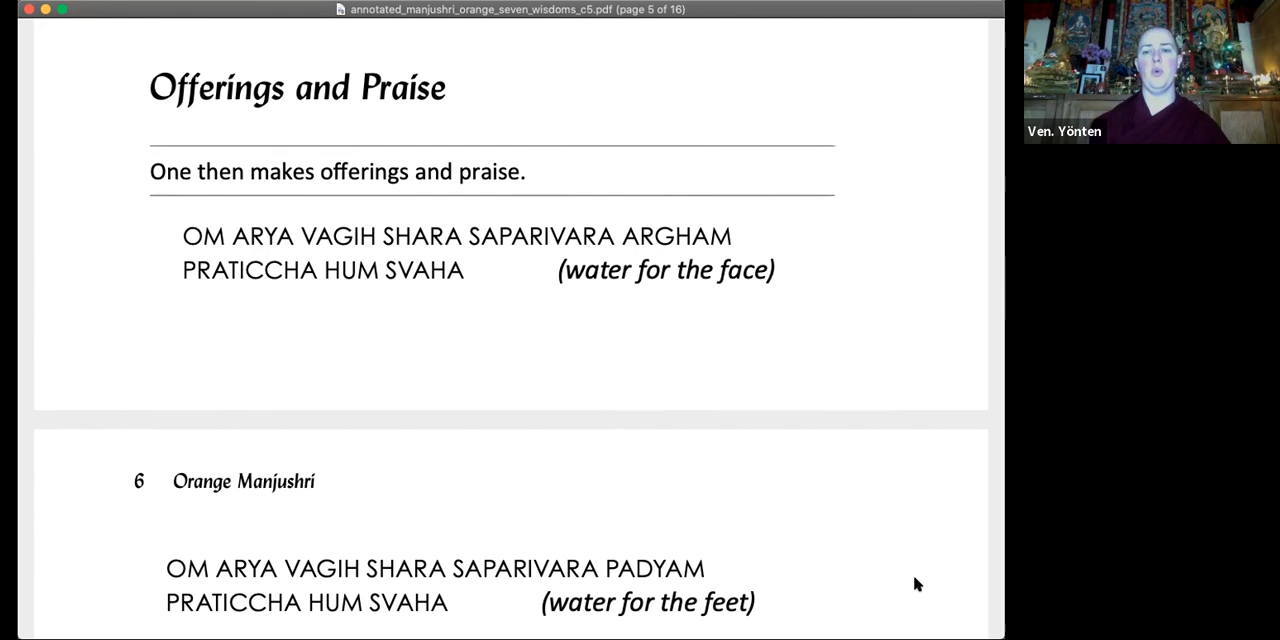 annotated_manjushri_orange_seven_wisdoms_c5.pdf (page 5 of 16)
Offerings and Praise
One then makes offerings and praise.
OM ARYA VAGIH SHARA SAPARIVARA ARGHAM
PRATICCHA HUM SVAHA (water for the face)
6 Orange Manjushri
OM ARYA VAGIH SHARA SAPARIVARA PADYAM
PRATICCHA HUM SVAHA (water for the feet)
Ven. Yönten